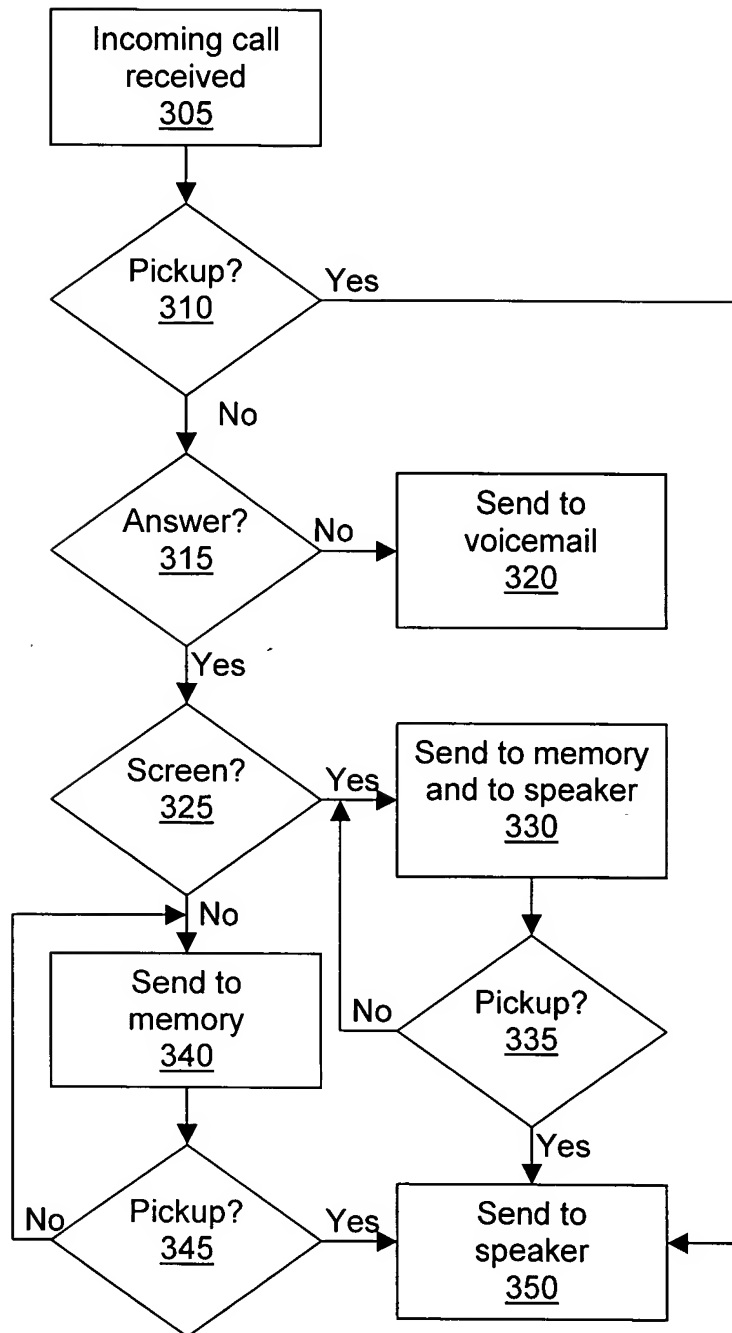 Incoming call
received
305
Pickup?
310
Yes
No
Answer?
315
No
Send to
voicemail
320
Yes
Screen?
325
Yes
Send to memory
and to speaker
330
No
Send to
memory
340
No
Pickup?
335
Yes
No
Pickup?
345
Yes
Send to
speaker
350